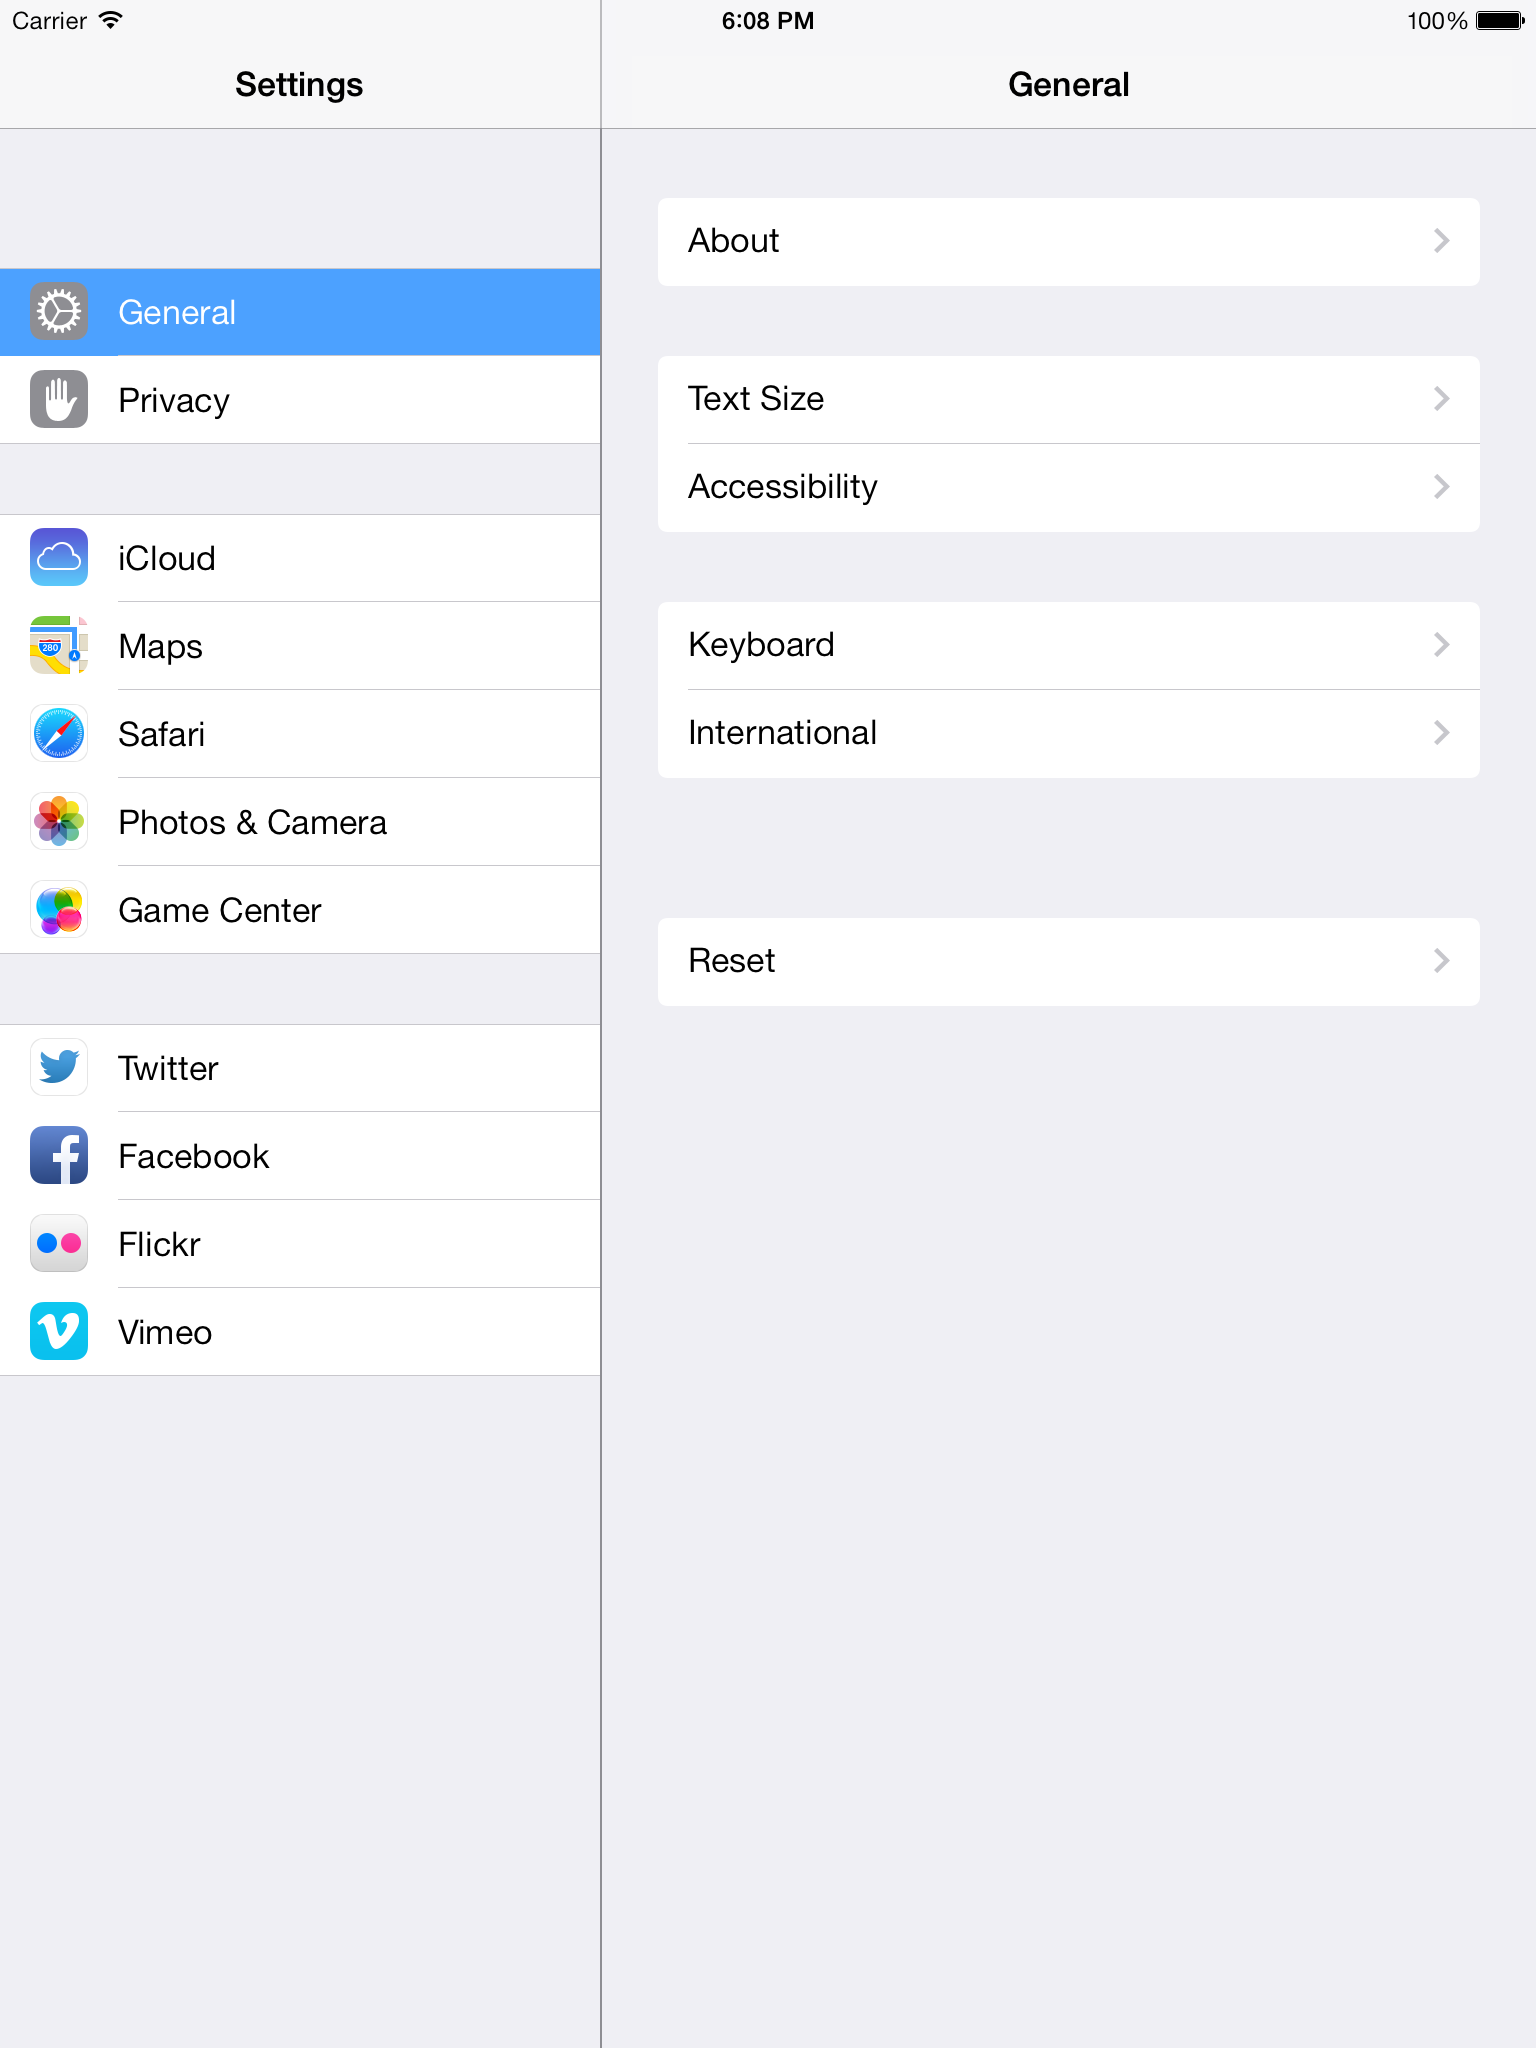 Carrier
6:08 PM
100%
Settings
General
General
Privacy
iCloud
280
Maps
Safari
Photos & Camera
Game Center
Twitter
Facebook
Flickr
Vimeo
About
Text Size
Accessibility
Keyboard
International
Reset